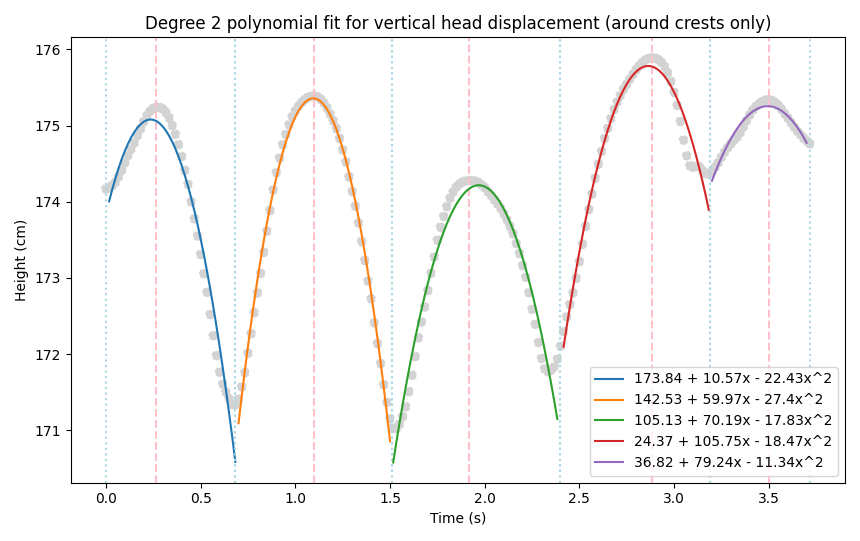 Degree 2 polynomial fit for vertical head displacement (around crests only)
176
175
174
173
172
171
Height (cm)
173.84 + 10.57x - 22.43x^2
142.53 + 59.97x - 27.4x^2
105.13 + 70.19x - 17.83x^2
24.37 + 105.75x - 18.47x^2
36.82 + 79.24x - 11.34x^2
0.0 0.5 1.0 1.5 2.0 2.5 3.0 3.5
Time (s)